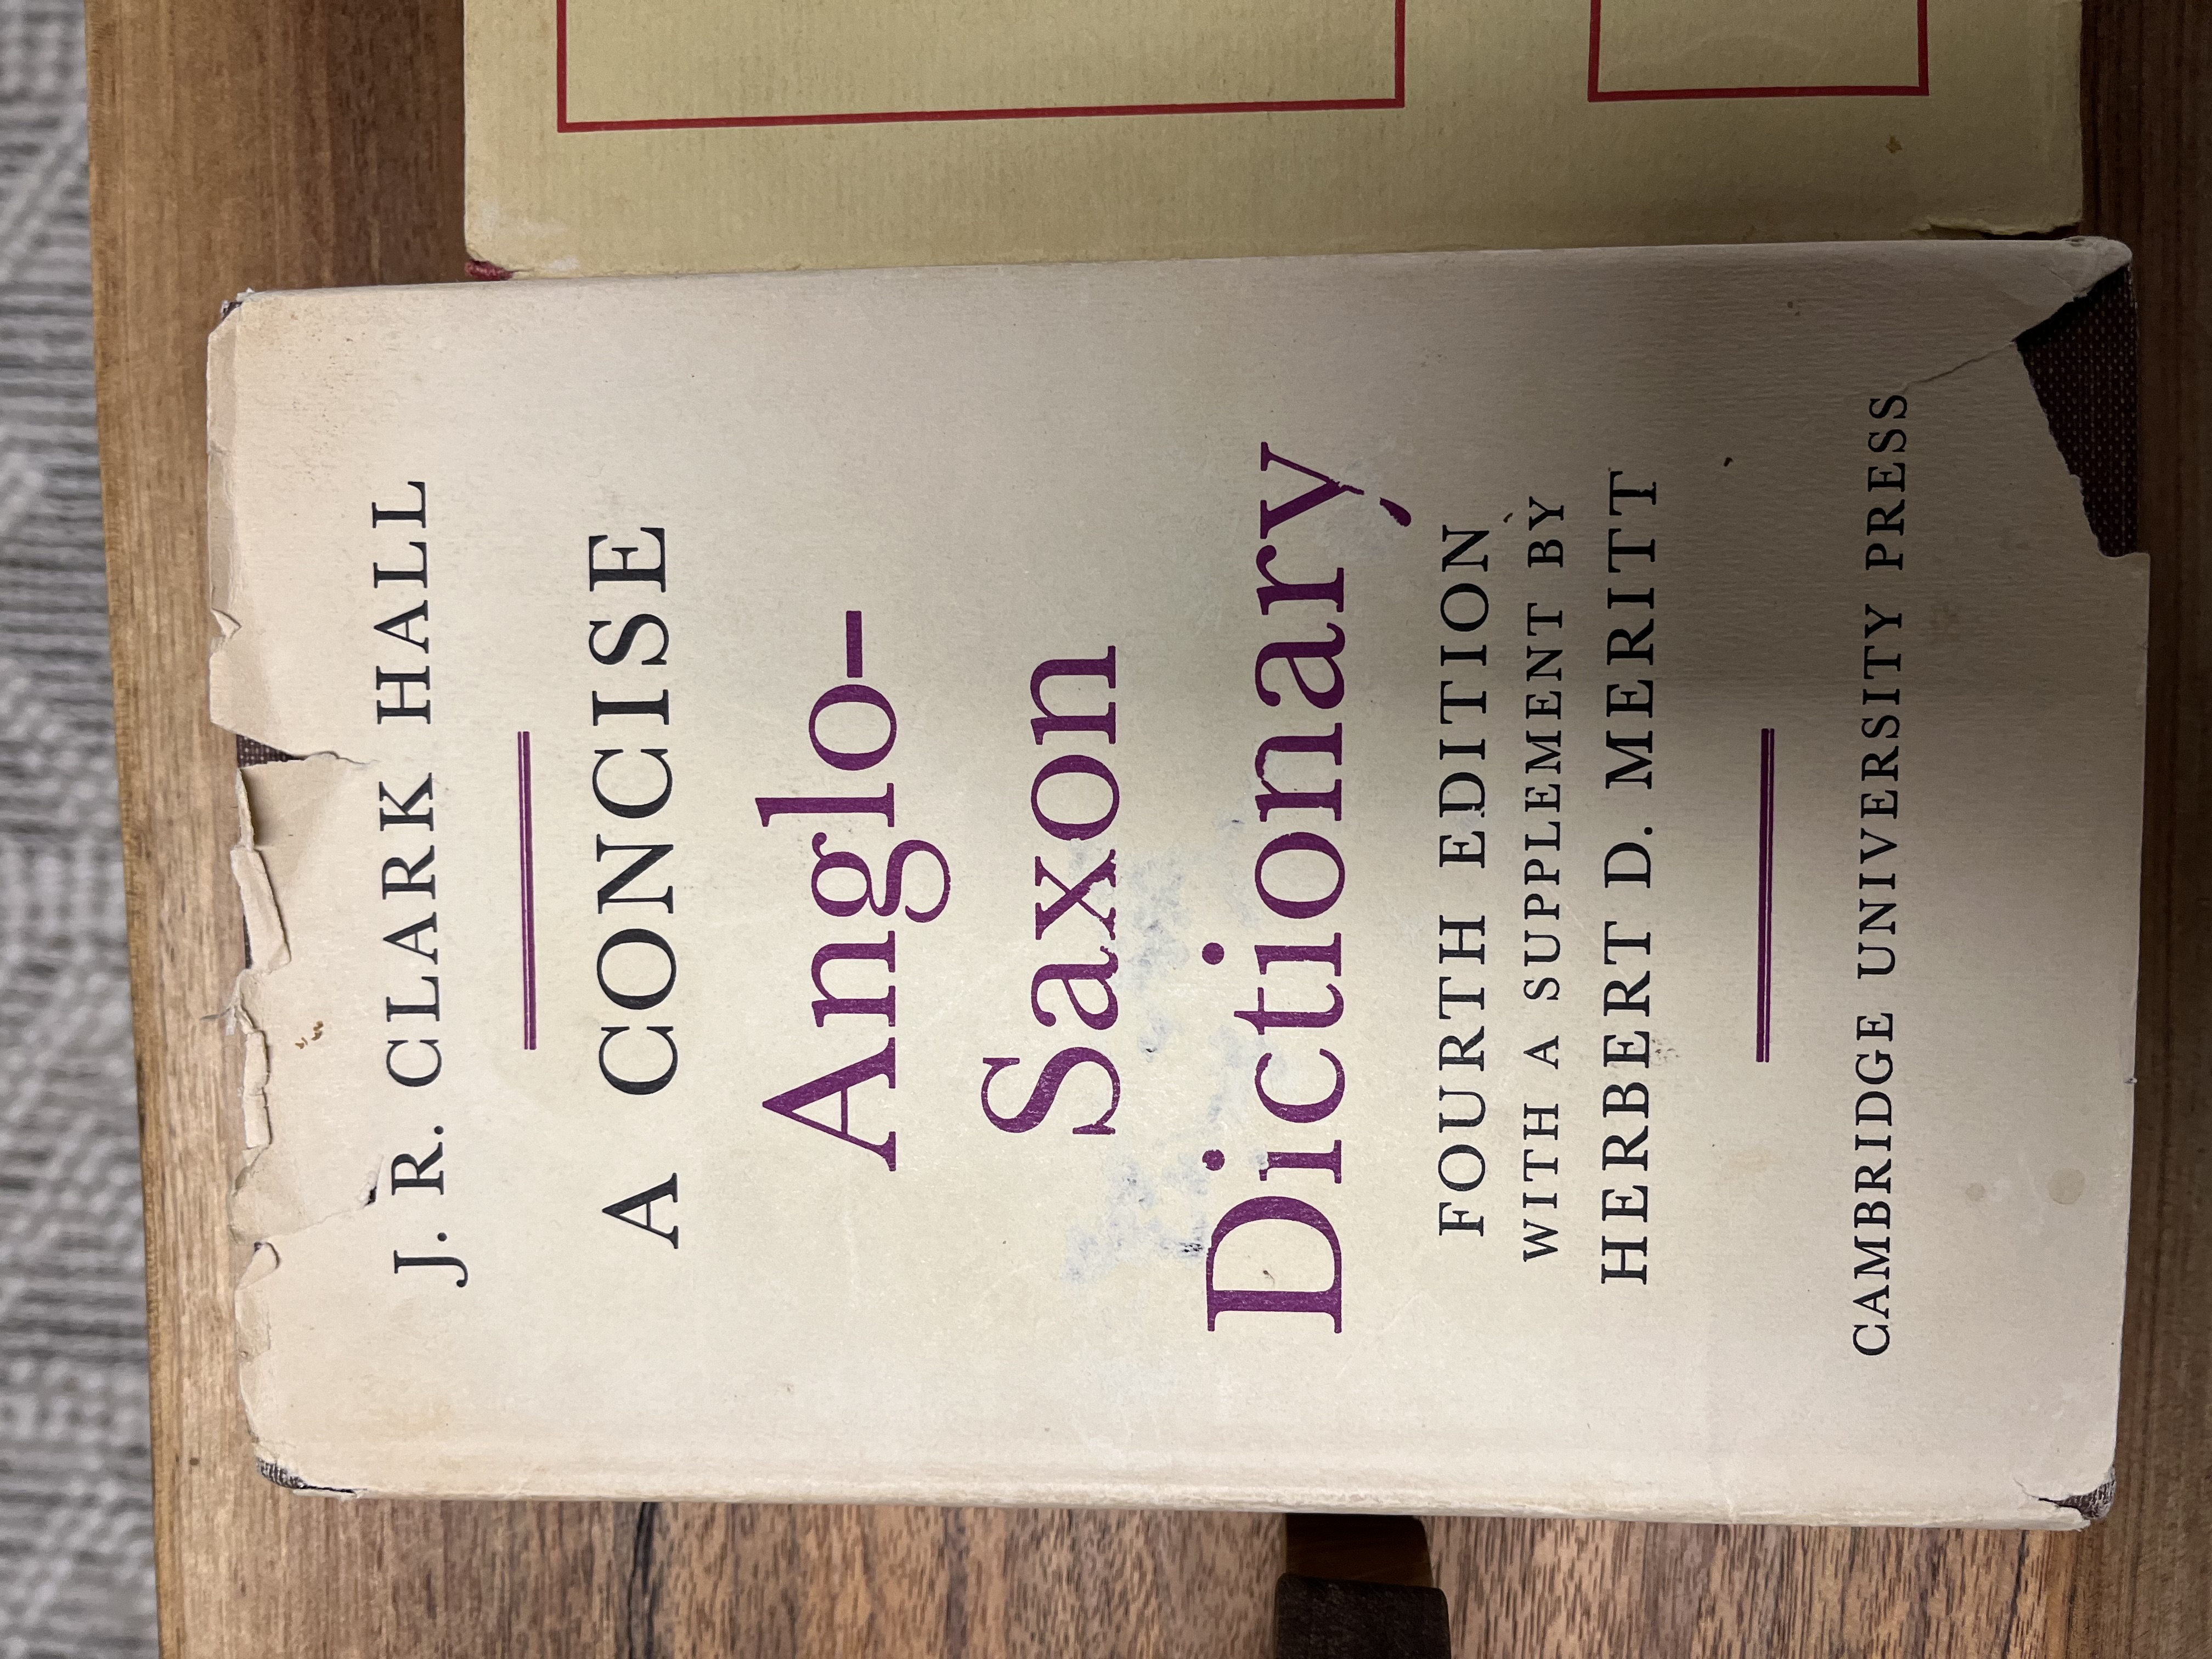 J. R. CLARK HALL
A CONCISE
Anglo-
Saxon
Dictionary
FOURTH EDITION
WITH A SUPPLEMENT BY
HERBERT D. MERITT
CAMBRIDGE UNIVERSITY PRESS